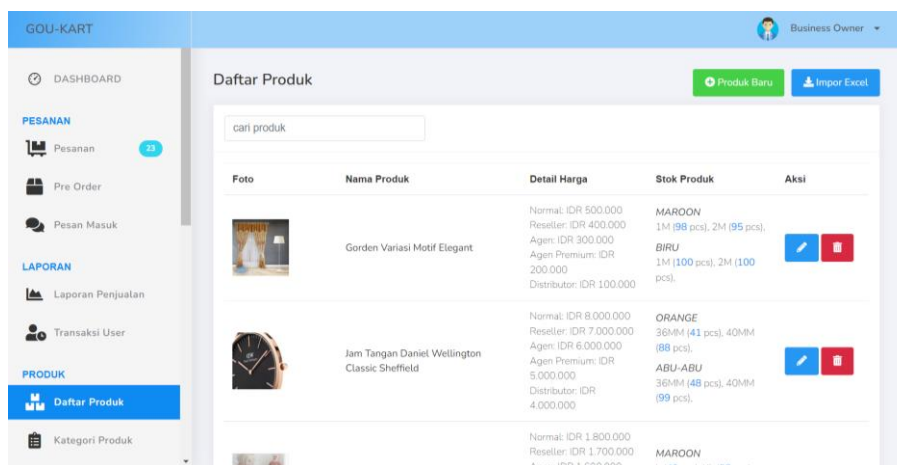 GOU-KART
Business Owner
DASHBOARD
PESANAN
Pesanan 23
Pre Order
Pesan Masuk
LAPORAN
Laporan Penjualan
Transaksi User
PRODUK
Daftar Produk
Kategori Produk
Daftar Produk
Produk Baru
Impor Excel
cari produk
Foto Nama Produk Detail Harga Stok Produk Aksi
Gorden Variasi Motif Elegant
Normal: IDR 500.000
Reseller: IDR 400.000
Agen: IDR 300.000
Agen Premium: IDR
200.000
Distributor: IDR 100.000
MAROON
1M (98 pcs), 2M (95 pcs),
BIRU
1M (100 pcs), 2M (100
pcs),
Jam Tangan Daniel Wellington
Classic Sheffield
Normal: IDR 8.000.000
Reseller: IDR 7.000.000
Agen: IDR 6.000.000
Agen Premium: IDR
5.000.000
Distributor: IDR
4.000.000
ORANGE
36MM (41 pcs), 40MM
(88 pcs),
ABU-ABU
36MM (48 pcs), 40MM
(99 pcs),
Normal: IDR 1.800.000
Reseller: IDR 1.700.000
MAROON